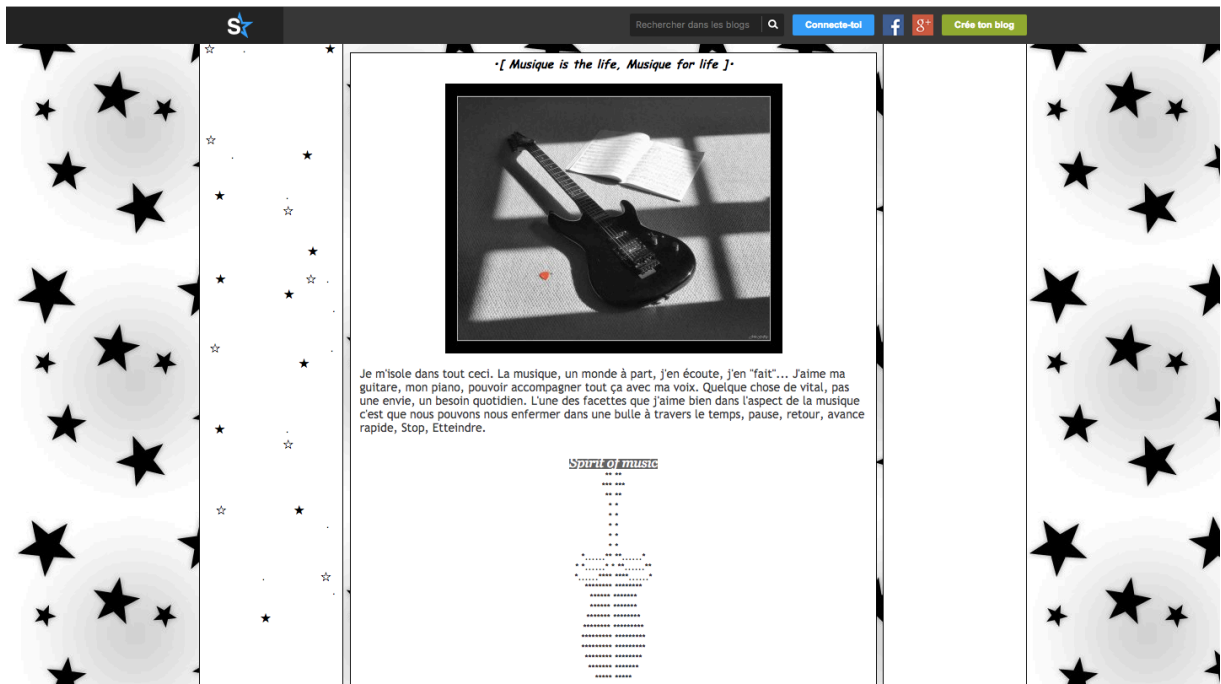 S
Rechercher dans les blogs
Connecte-toi
f
g+
Crée ton blog
·[ Musique is the life, Musique for life ]·
Je m'isole dans tout ceci. La musique, un monde à part, j'en écoute, j'en "fait"... J'aime ma
guitare, mon piano, pouvoir accompagner tout ça avec ma voix. Quelque chose de vital, pas
une envie, un besoin quotidien. L'une des facettes que j'aime bien dans l'aspect de la musique
c'est que nous pouvons nous enfermer dans une bulle à travers le temps, pause, retour, avance
rapide, Stop, Etteindre.
Spirit of music
** **
*** ***
** **
* *
* *
* *
* *
* *
*......** **......*
* *......* * **......**
*......**** ****......*
******** ********
****** *******
****** *******
******* ********
******** *********
********* *********
********* *********
******** ********
******* *******
***** *****